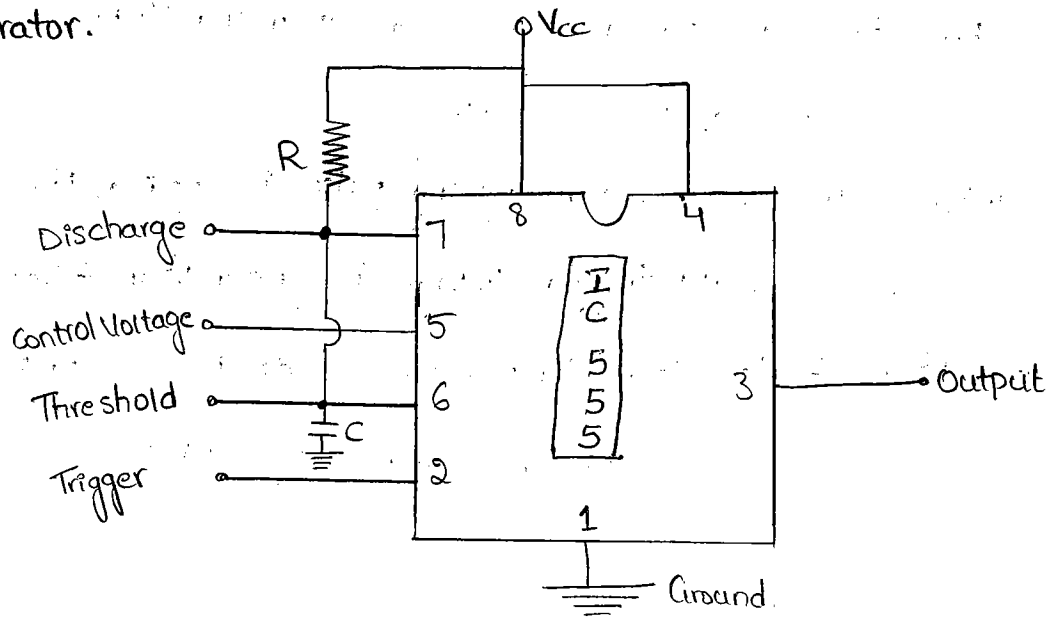 rator.
Vcc
R
8
4
Discharge
7
I
C
5
5
5
Control Voltage
5
3
Output
Threshold
6
C
Trigger
2
1
Ground.